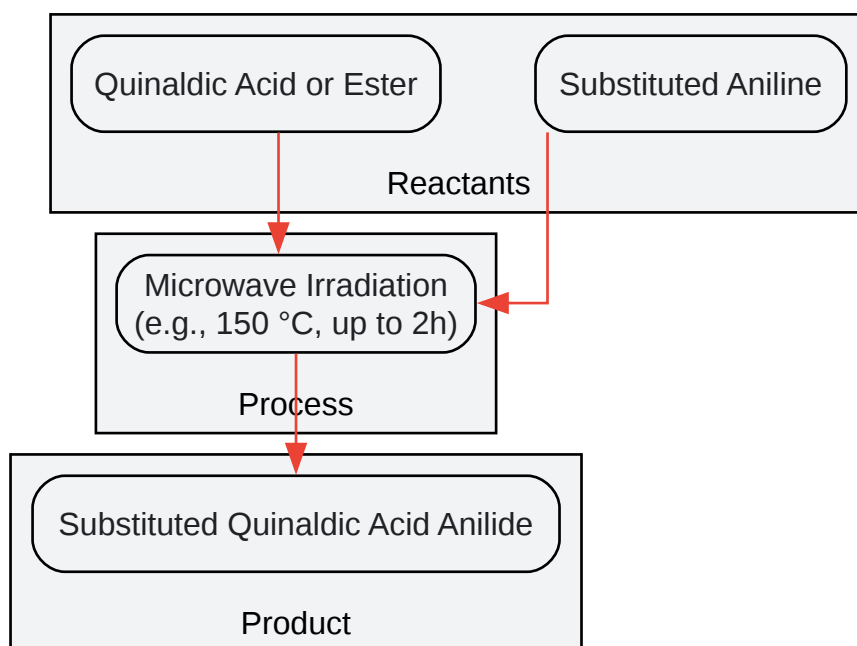 Quinaldic Acid or Ester
Substituted Aniline
Reactants
Microwave Irradiation
(e.g., 150 °C, up to 2h)
Process
Substituted Quinaldic Acid Anilide
Product